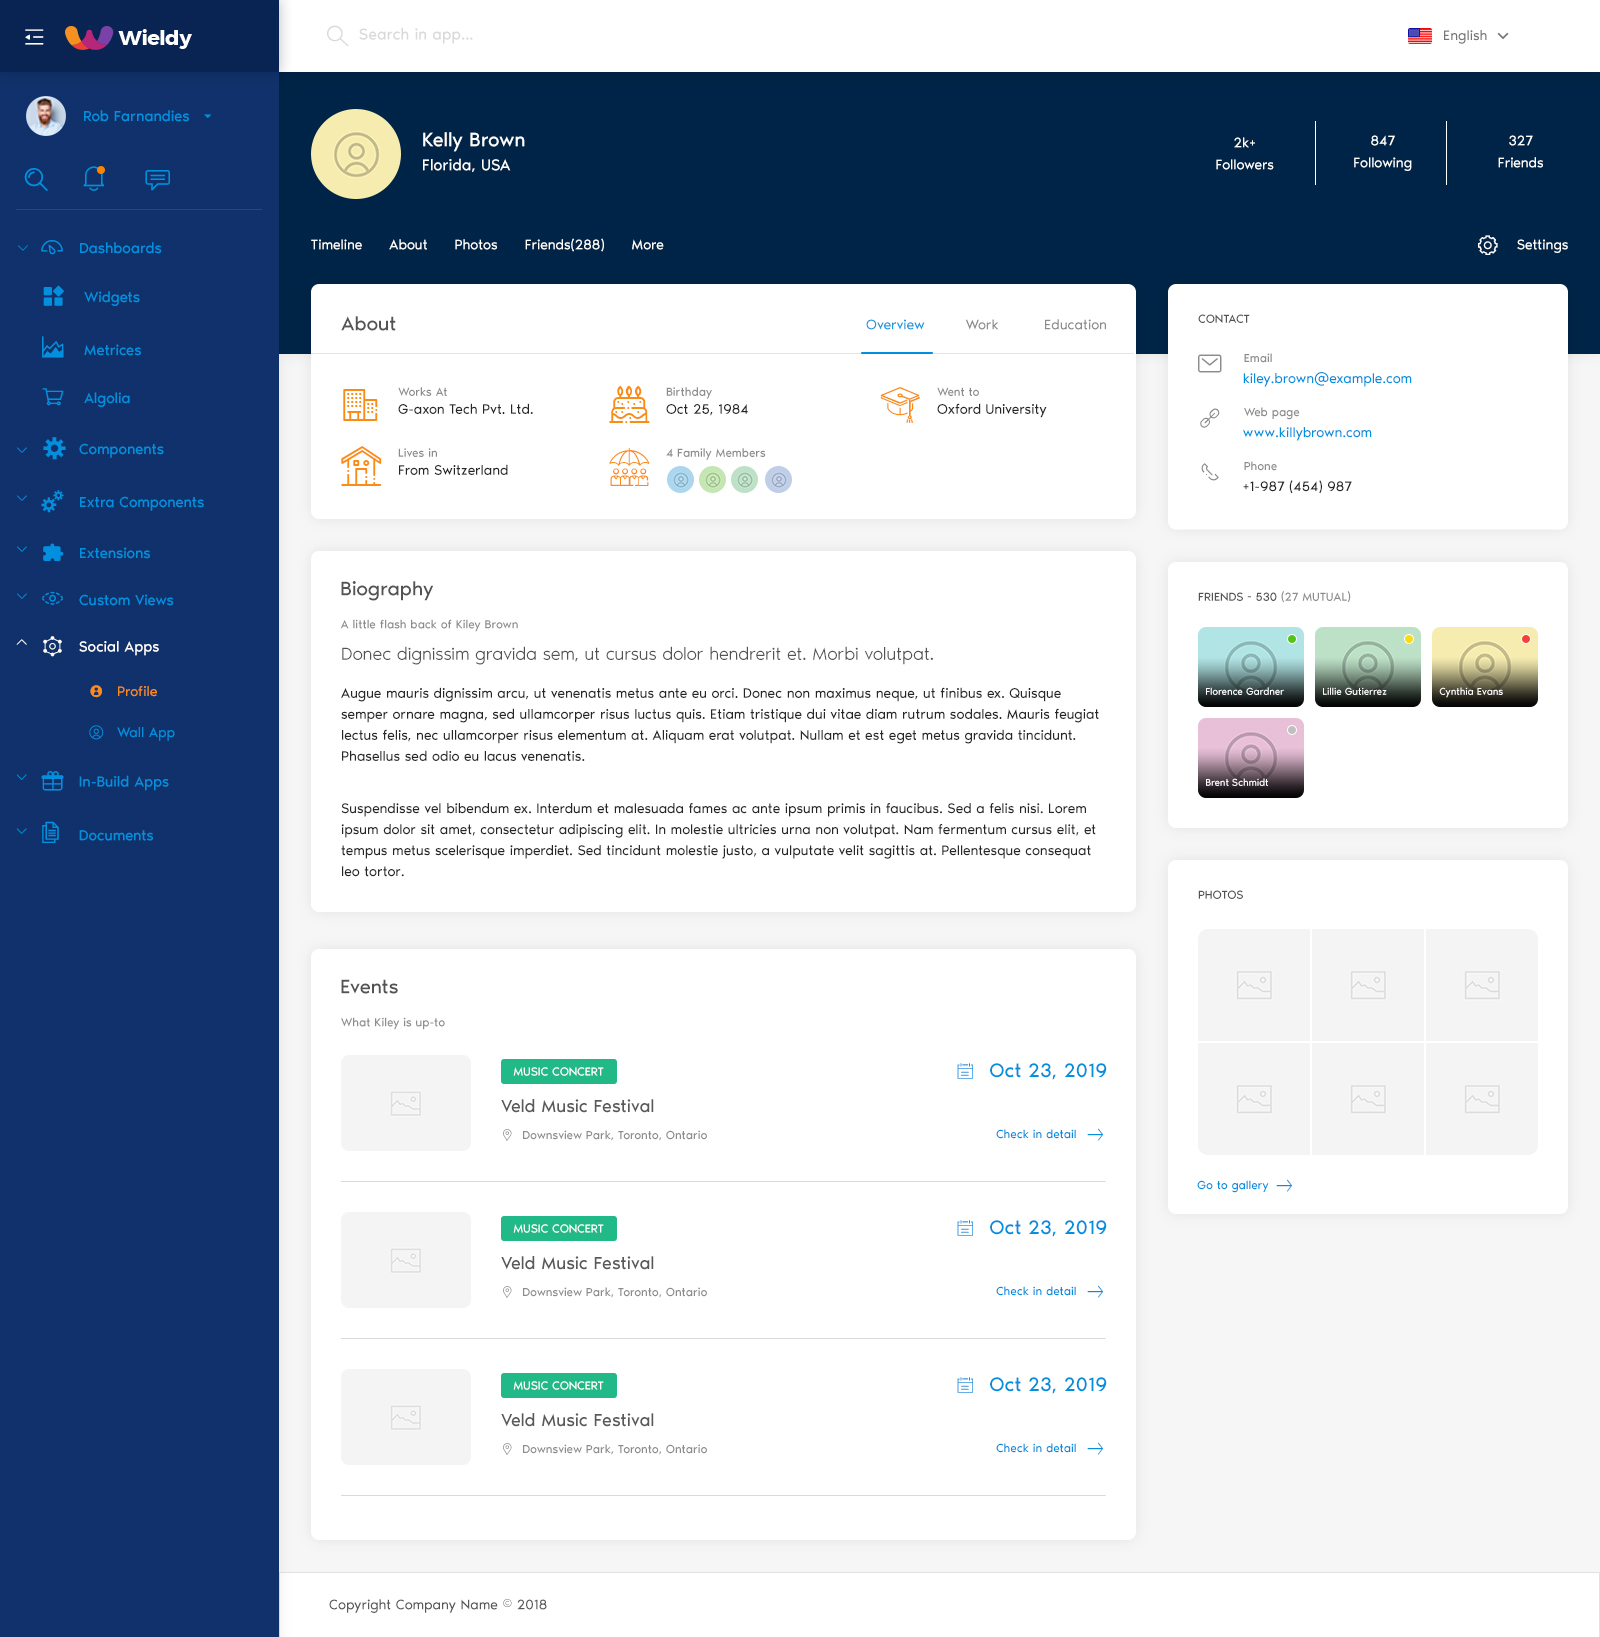 Wieldy
Search in app...
English
Rob Farnandies
Dashboards
Widgets
Metrices
Algolia
Components
Extra Components
Extensions
Custom Views
Social Apps
Profile
Wall App
In-Build Apps
Documents
Kelly Brown
Florida, USA
2k+
Followers
847
Following
327
Friends
Timeline
About
Photos
Friends(288)
More
Settings
About
Overview
Work
Education
Works At
G-axon Tech Pvt. Ltd.
Birthday
Oct 25, 1984
Went to
Oxford University
Lives in
From Switzerland
4 Family Members
Biography
A little flash back of Kiley Brown
Donec dignissim gravida sem, ut cursus dolor hendrerit et. Morbi volutpat.
Augue mauris dignissim arcu, ut venenatis metus ante eu orci. Donec non maximus neque, ut finibus ex. Quisque
semper ornare magna, sed ullamcorper risus luctus quis. Etiam tristique dui vitae diam rutrum sodales. Mauris feugiat
lectus felis, nec ullamcorper risus elementum at. Aliquam erat volutpat. Nullam et est eget metus gravida tincidunt.
Phasellus sed odio eu lacus venenatis.
Suspendisse vel bibendum ex. Interdum et malesuada fames ac ante ipsum primis in faucibus. Sed a felis nisi. Lorem
ipsum dolor sit amet, consectetur adipiscing elit. In molestie ultricies urna non volutpat. Nam fermentum cursus elit, et
tempus metus scelerisque imperdiet. Sed tincidunt molestie justo, a vulputate velit sagittis at. Pellentesque consequat
leo tortor.
Events
What Kiley is up-to
MUSIC CONCERT
Oct 23, 2019
Veld Music Festival
Downsview Park, Toronto, Ontario
Check in detail
MUSIC CONCERT
Oct 23, 2019
Veld Music Festival
Downsview Park, Toronto, Ontario
Check in detail
MUSIC CONCERT
Oct 23, 2019
Veld Music Festival
Downsview Park, Toronto, Ontario
Check in detail
CONTACT
Email
kiley.brown@example.com
Web page
www.killybrown.com
Phone
+1-987 (454) 987
FRIENDS - 530 (27 MUTUAL)
Florence Gardner
Lillie Gutierrez
Cynthia Evans
Brent Schmidt
PHOTOS
Go to gallery
Copyright Company Name © 2018